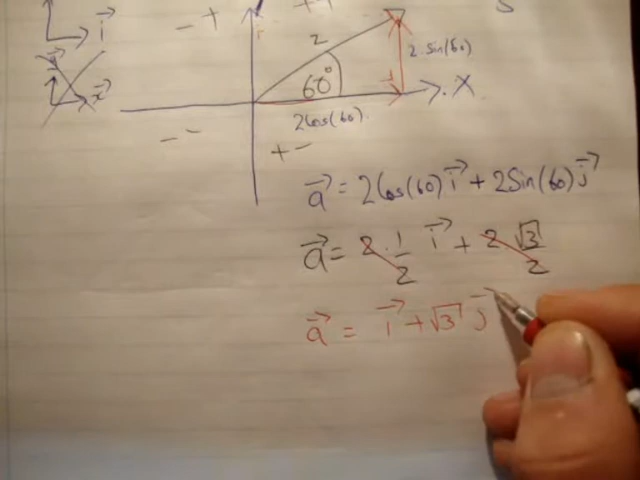 - +
++
S
i
2
2·sin(60)
j
60°
X
x
2Cos(60)
- -
+ -
a = 2Cos(60) i + 2Sin(60) j
a = 2·1/2 i + 2 √3/2
a = i + √3 j